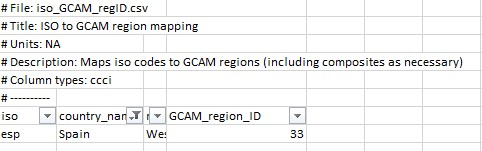 # File: iso_GCAM_regID.csv
# Title: ISO to GCAM region mapping
# Units: NA
# Description: Maps iso codes to GCAM regions (including composites as necessary)
# Column types: ccci
# ----------
iso country_nam r GCAM_region_ID
esp Spain Wes 33